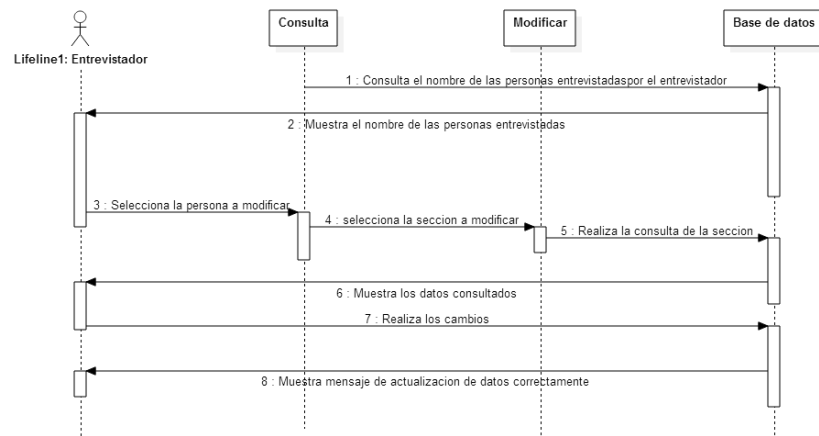 Consulta
Modificar
Base de datos
Lifeline1: Entrevistador
1 : Consulta el nombre de las personas entrevistadaspor el entrevistador
2 : Muestra el nombre de las personas entrevistadas
3 : Selecciona la persona a modificar
4 : selecciona la seccion a modificar
5 : Realiza la consulta de la seccion
6 : Muestra los datos consultados
7 : Realiza los cambios
8 : Muestra mensaje de actualizacion de datos correctamente